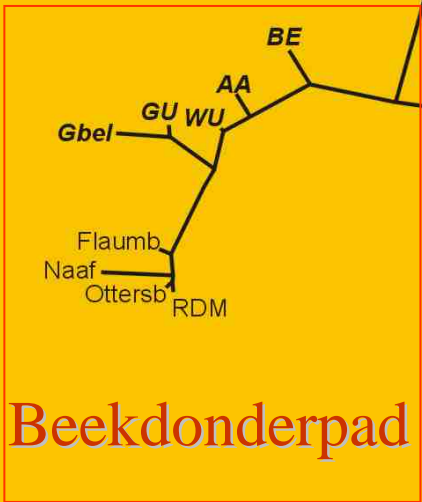 BE
AA
GU WU
Gbel
Flaumb
Naaf
Ottersb
RDM
Beekdonderpad